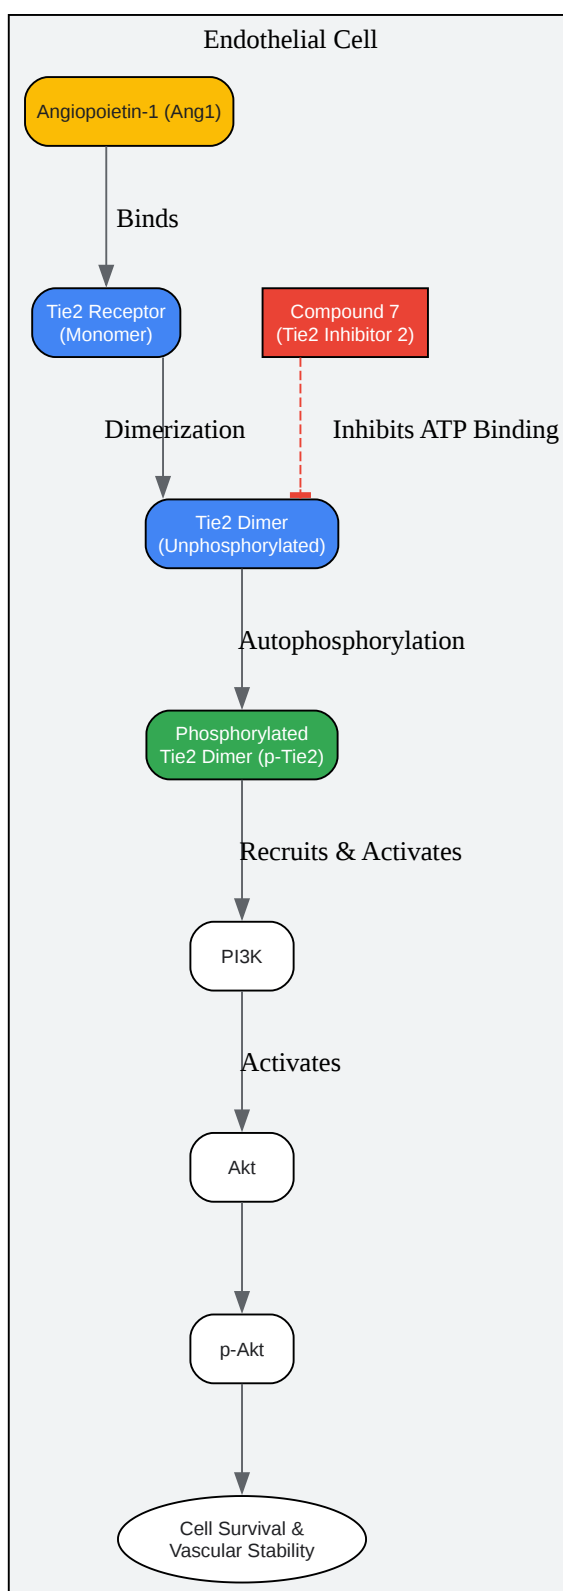 Endothelial Cell
Angiopoietin-1 (Ang1)
Binds
Tie2 Receptor
(Monomer)
Compound 7
(Tie2 Inhibitor 2)
Dimerization
Inhibits ATP Binding
Tie2 Dimer
(Unphosphorylated)
Autophosphorylation
Phosphorylated
Tie2 Dimer (p-Tie2)
Recruits & Activates
PI3K
Activates
Akt
p-Akt
Cell Survival &
Vascular Stability